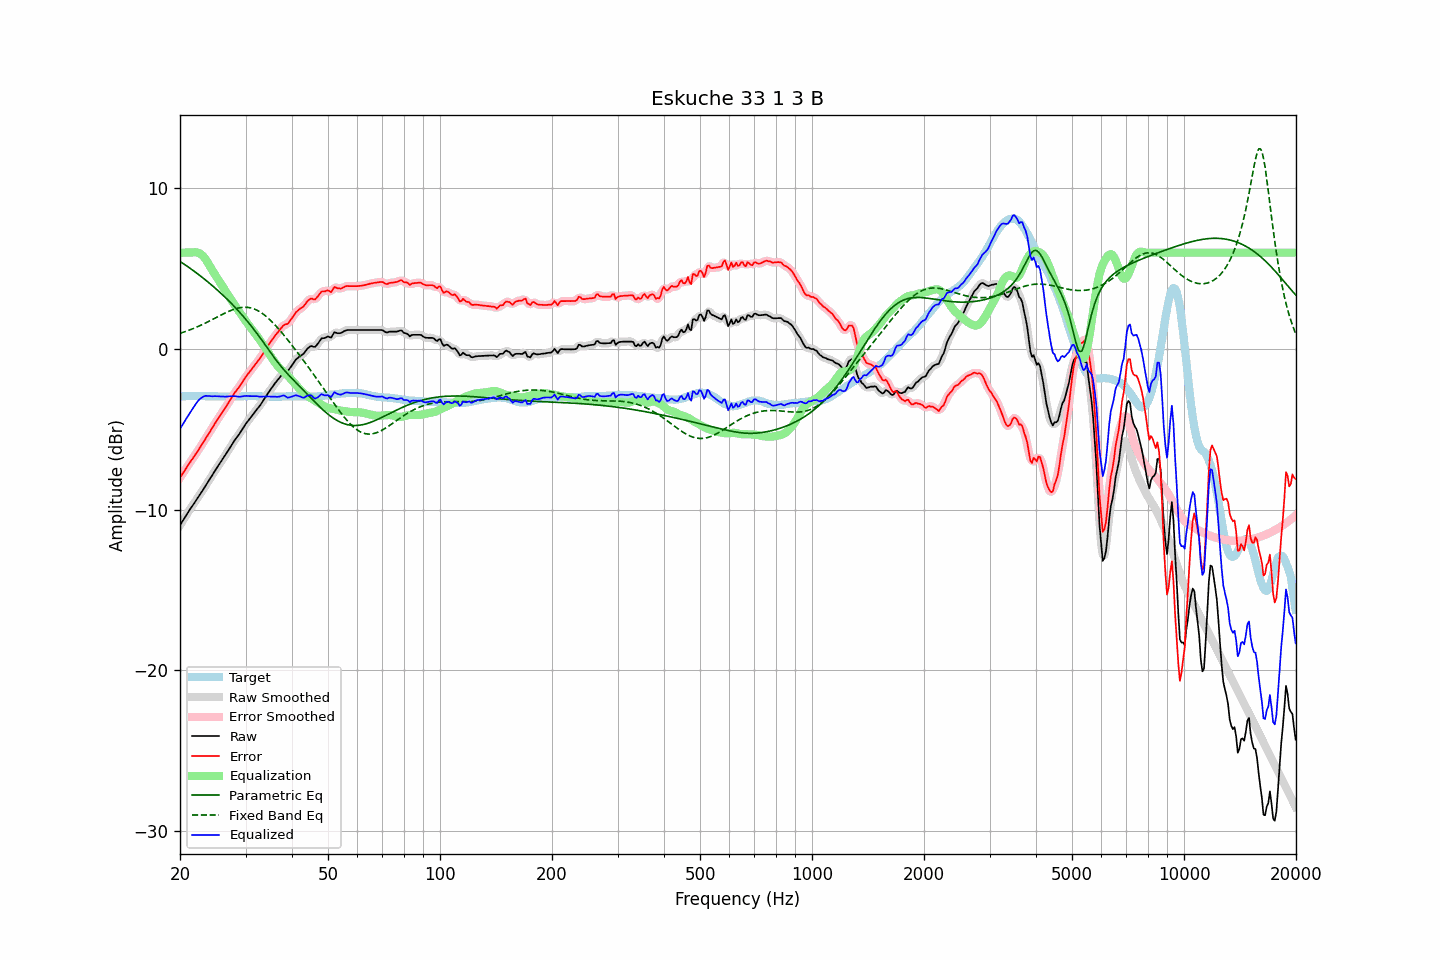 Eskuche 33 1 3 B
Amplitude (dBr)
10
0
−10
−20
−30
Target
Raw Smoothed
Error Smoothed
Raw
Error
Equalization
Parametric Eq
Fixed Band Eq
Equalized
20 50 100 200 500 1000 2000 5000 10000 20000
Frequency (Hz)